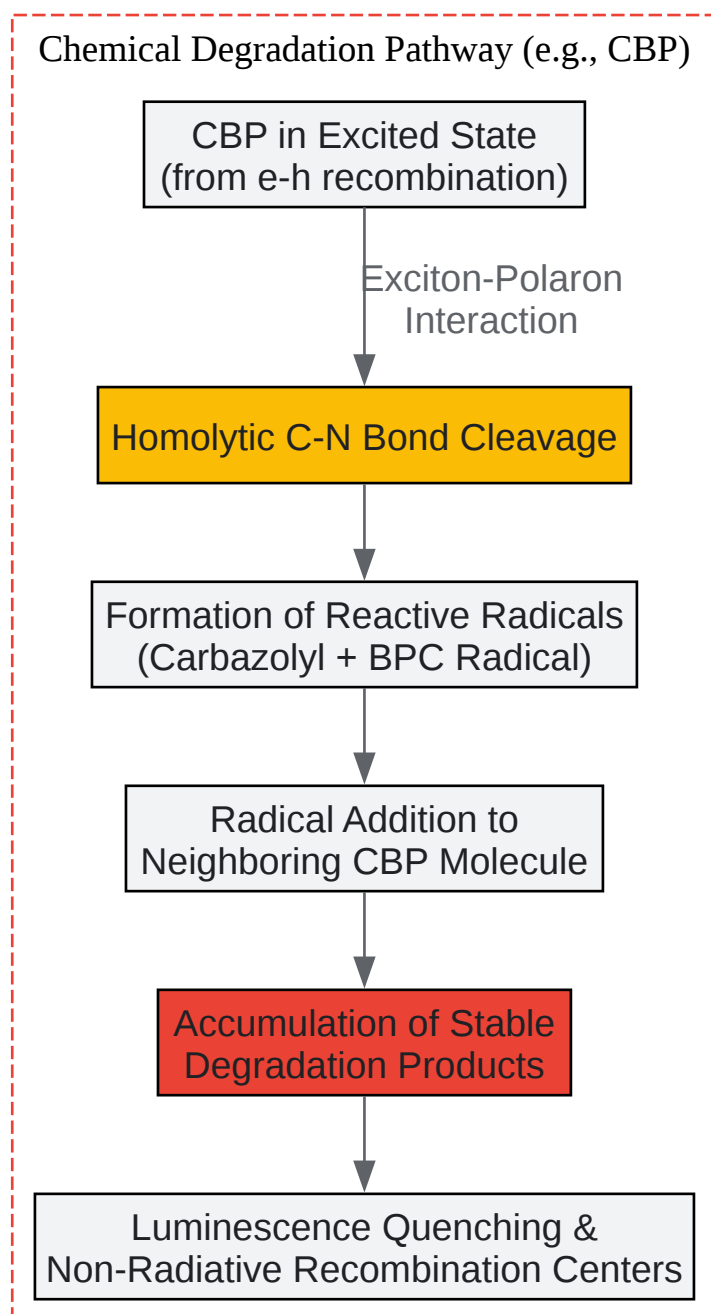 Chemical Degradation Pathway (e.g., CBP)
CBP in Excited State
(from e-h recombination)
Exciton-Polaron
Interaction
Homolytic C-N Bond Cleavage
Formation of Reactive Radicals
(Carbazolyl + BPC Radical)
Radical Addition to
Neighboring CBP Molecule
Accumulation of Stable
Degradation Products
Luminescence Quenching &
Non-Radiative Recombination Centers